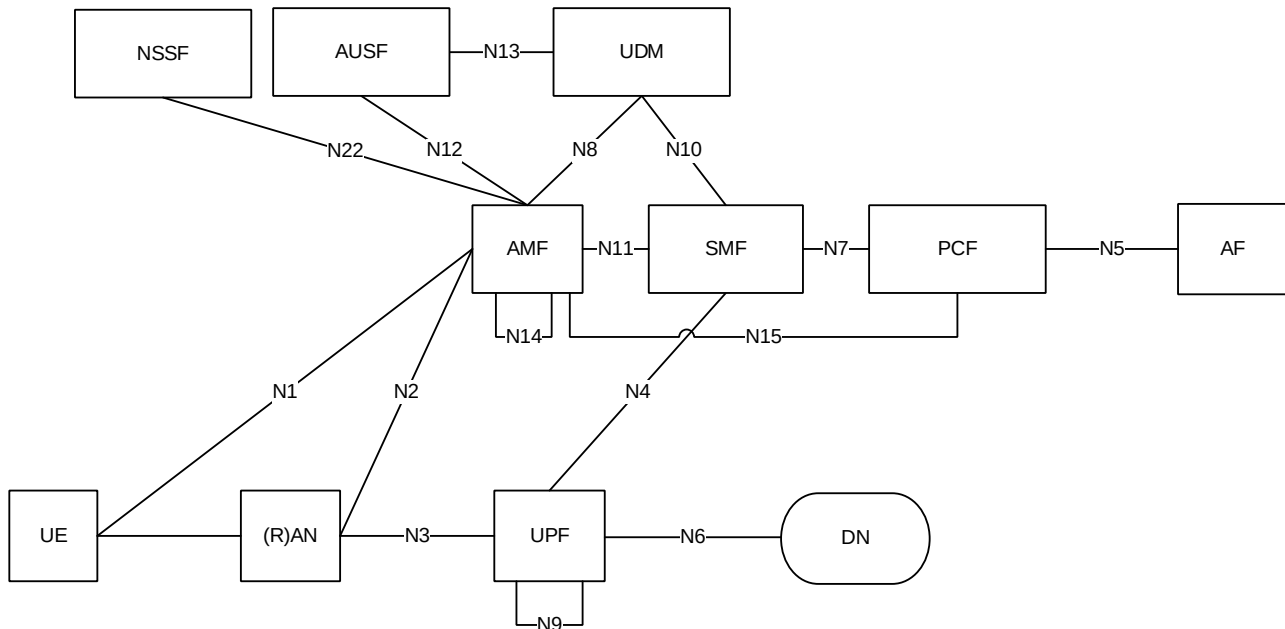 NSSF
AUSF
N13
UDM
N22
N12
N8
N10
AMF
N11
SMF
N7
PCF
N5
AF
N14
N15
N1
N2
N4
UE
(R)AN
N3
UPF
N6
DN
N9